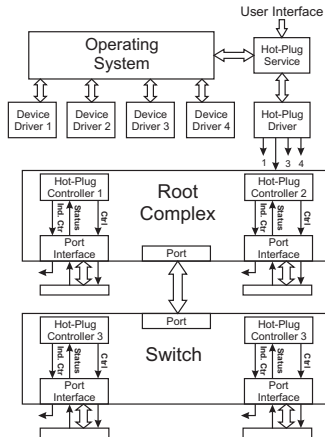 User Interface
Operating
System
Hot-Plug
Service
Device
Driver 1
Device
Driver 2
Device
Driver 3
Device
Driver 4
Hot-Plug
Driver
1
3
4
Hot-Plug
Controller 1
Root
Complex
Hot-Plug
Controller 2
Ind. Ctr
Status
Ctrl
Ind. Ctr
Status
Ctrl
Port
Interface
Port
Port
Interface
Port
Hot-Plug
Controller 3
Switch
Hot-Plug
Controller 3
Ind. Ctr
Status
Ctrl
Ind. Ctr
Status
Ctrl
Port
Interface
Port
Interface